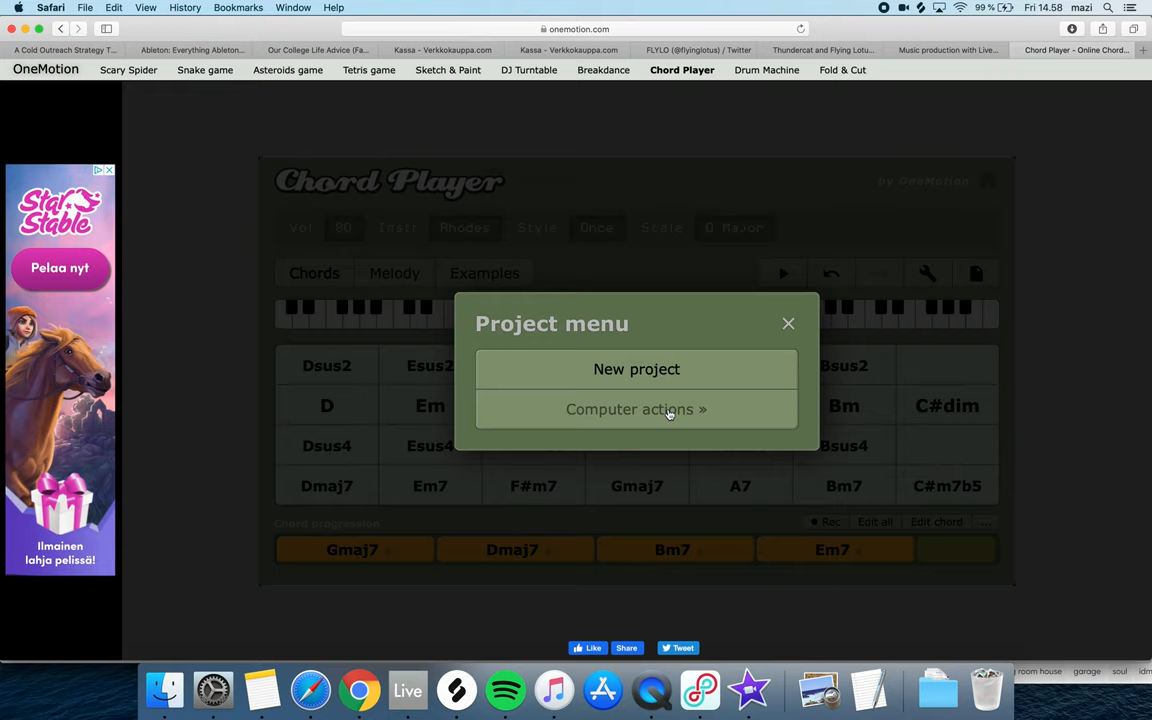 Safari File Edit View History Bookmarks Window Help 99 % Fri 14.58 mazi
onemotion.com
A Cold Outreach Strategy T... Ableton: Everything Ableton... Our College Life Advice (Fa... Kassa – Verkkokauppa.com Kassa – Verkkokauppa.com FLYLO (@flyinglotus) / Twitter Thundercat and Flying Lotu... Music production with Live... Chord Player - Online Chord...
OneMotion Scary Spider Snake game Asteroids game Tetris game Sketch & Paint DJ Turntable Breakdance Chord Player Drum Machine Fold & Cut
Star Stable
Pelaa nyt
Ilmainen
lahja pelissä!
Chord Player by OneMotion
Vol 80 Instr Rhodes Style Once Scale D Major
Chords Melody Examples
Project menu
New project
Computer actions »
Dsus2 Esus2 Bsus2
D Em Bm C#dim
Dsus4 Esus4 Bsus4
Dmaj7 Em7 F#m7 Gmaj7 A7 Bm7 C#m7b5
Chord progression Rec Edit all Edit chord ...
Gmaj7 Dmaj7 Bm7 Em7
Like Share Tweet
room house garage soul idm
Live